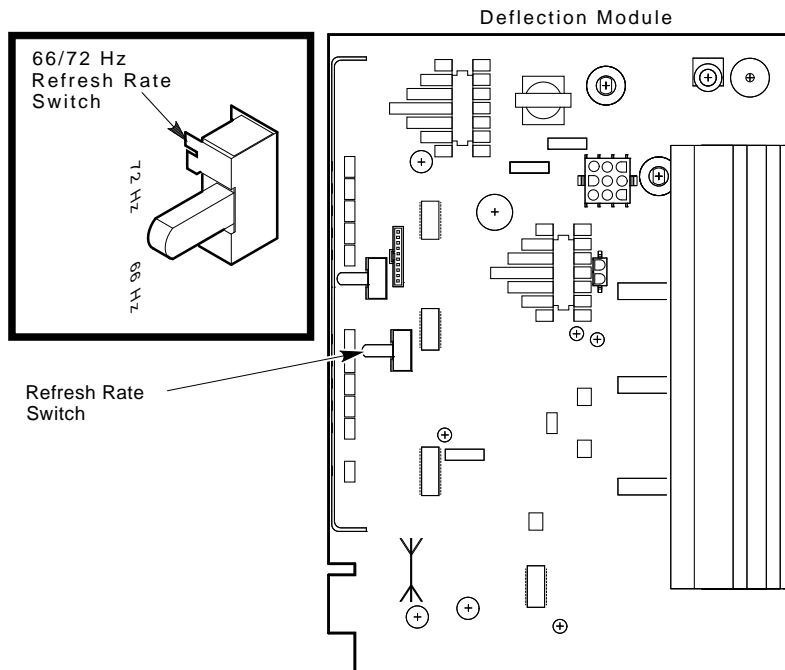 Deflection Module
66/72 Hz
Refresh Rate
Switch
72 Hz
66 Hz
Refresh Rate
Switch